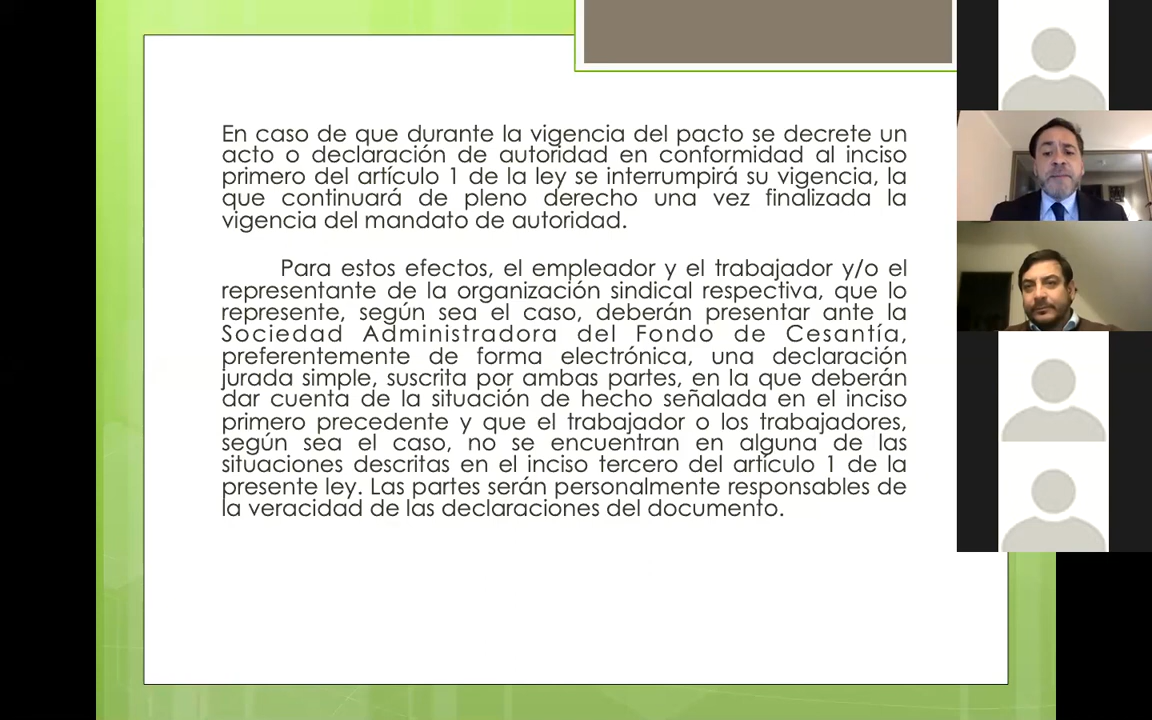 En caso de que durante la vigencia del pacto se decrete un
acto o declaración de autoridad en conformidad al inciso
primero del artículo 1 de la ley se interrumpirá su vigencia, la
que continuará de pleno derecho una vez finalizada la
vigencia del mandato de autoridad.
Para estos efectos, el empleador y el trabajador y/o el
representante de la organización sindical respectiva, que lo
represente, según sea el caso, deberán presentar ante la
Sociedad Administradora del Fondo de Cesantía,
preferentemente de forma electrónica, una declaración
jurada simple, suscrita por ambas partes, en la que deberán
dar cuenta de la situación de hecho señalada en el inciso
primero precedente y que el trabajador o los trabajadores,
según sea el caso, no se encuentran en alguna de las
situaciones descritas en el inciso tercero del artículo 1 de la
presente ley. Las partes serán personalmente responsables de
la veracidad de las declaraciones del documento.